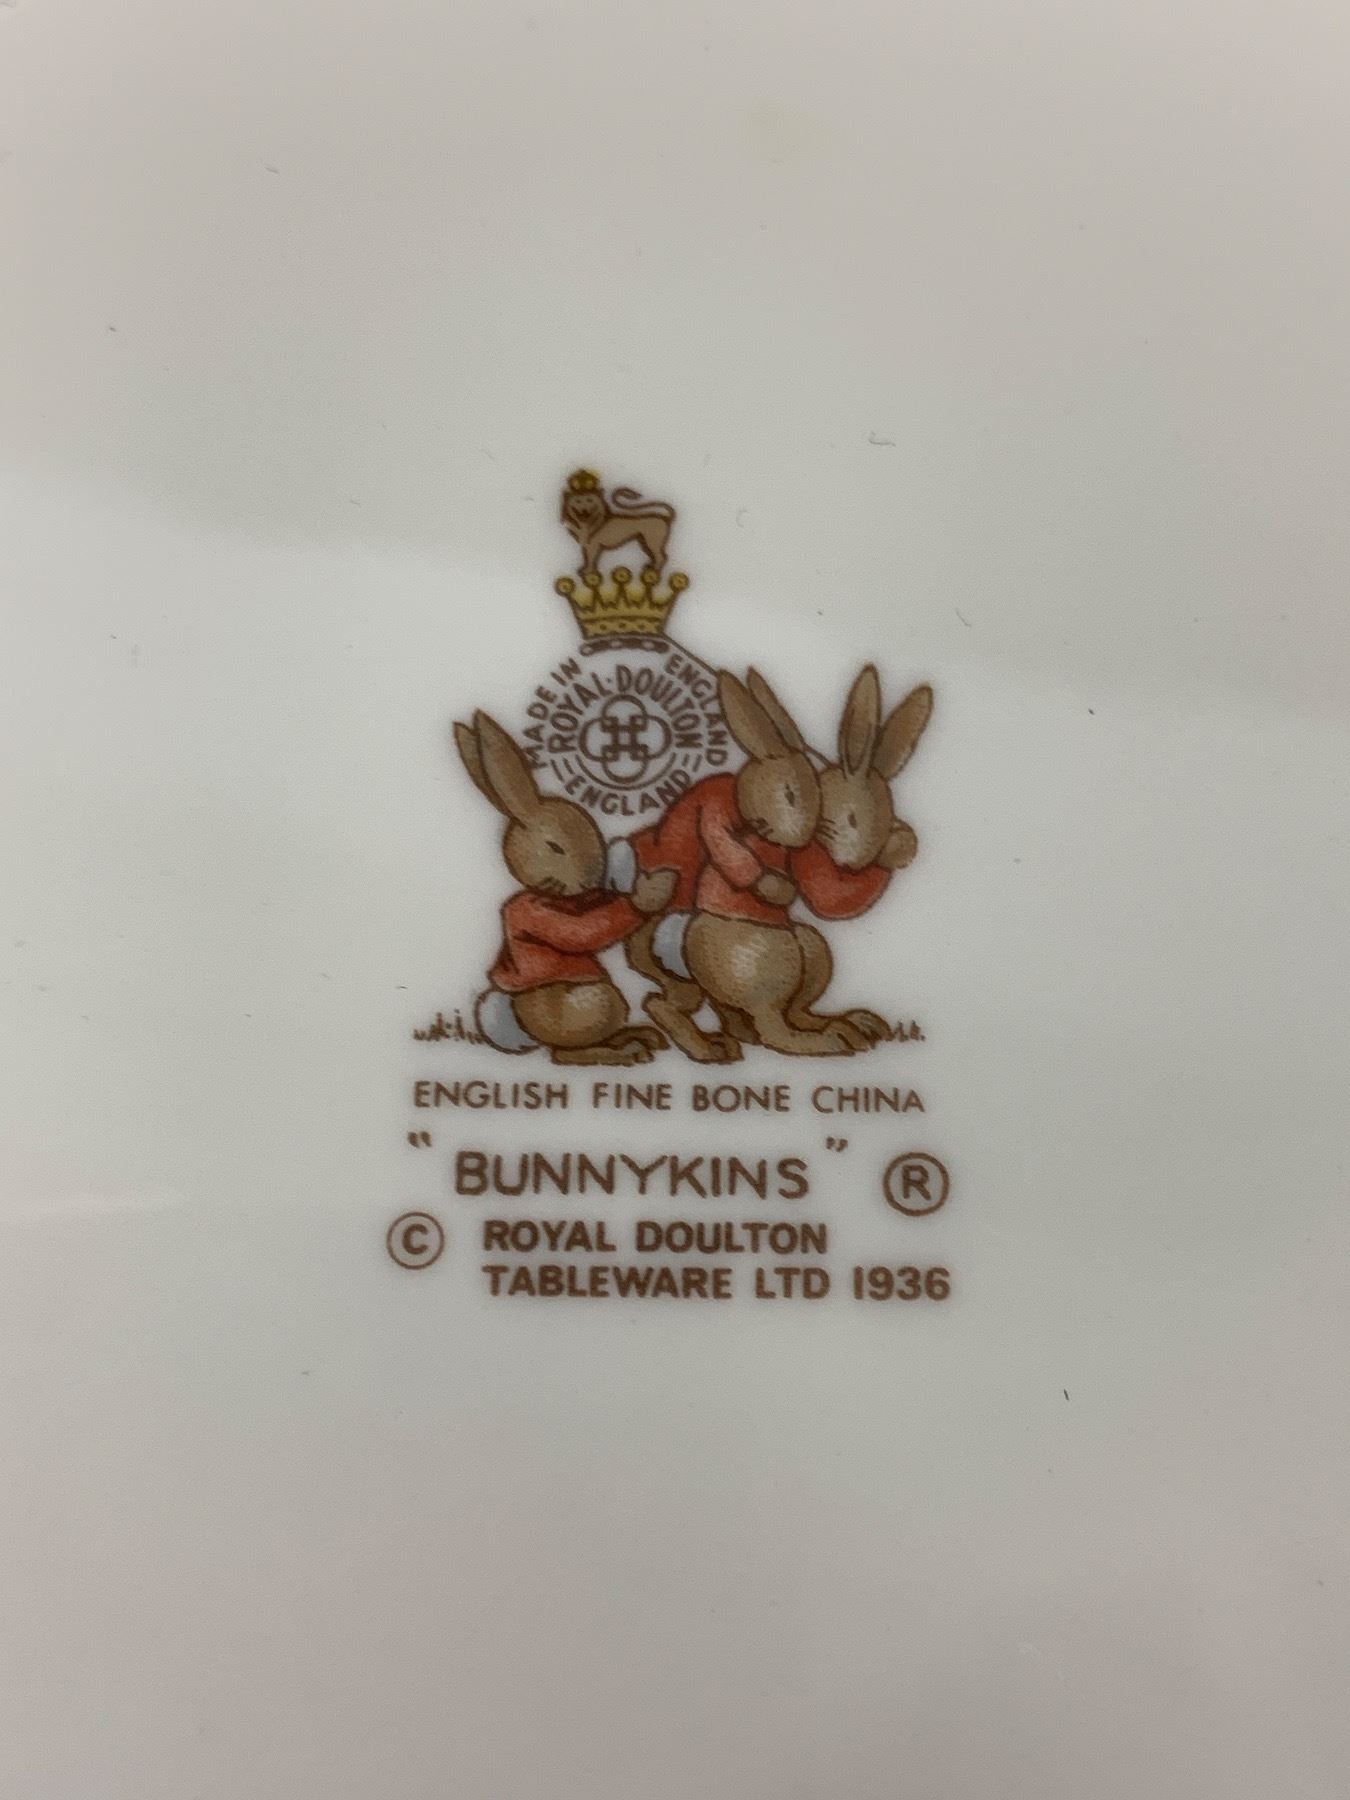 MADE IN ENGLAND
ROYAL·DOULTON
ENGLAND
ENGLISH FINE BONE CHINA
" BUNNYKINS " ®
© ROYAL DOULTON
TABLEWARE LTD 1936